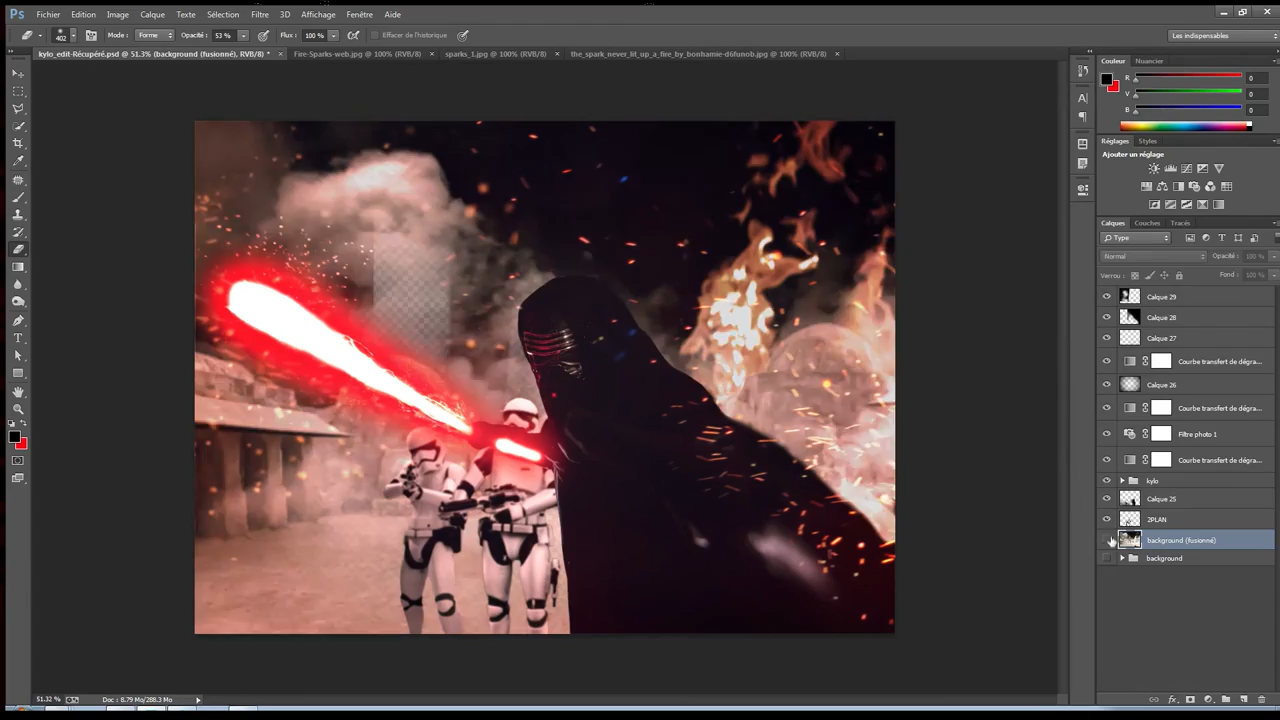 Ps Fichier Edition Image Calque Texte Sélection Filtre 3D Affichage Fenêtre Aide
402 Mode : Forme Opacité : 53 % Flux : 100 % Effacer de l'historique Les indispensables
kylo_edit-Récupéré.psd @ 51.3% (background (fusionné), RVB/8) * × Fire-Sparks-web.jpg @ 100% (RVB/8) × sparks_1.jpg @ 100% (RVB/8) × the_spark_never_lit_up_a_fire_by_bonhamie-d6funob.jpg @ 100% (RVB/8) ×
Couleur Nuancier
R 0
V 0
B 0
Réglages Styles
Ajouter un réglage
Calques Couches Tracés
Type
Normal Opacité : 100 %
Verrou : Fond : 100 %
Calque 29
Calque 28
Calque 27
Courbe transfert de dégra...
Calque 26
Courbe transfert de dégra...
Filtre photo 1
Courbe transfert de dégra...
kylo
Calque 25
2PLAN
background (fusionné)
background
51.32 % Doc : 8.79 Mo/288.3 Mo